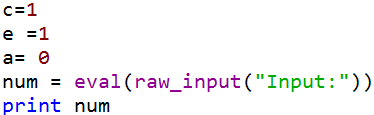 c=1
e =1
a= 0
num = eval(raw_input("Input:"))
print num